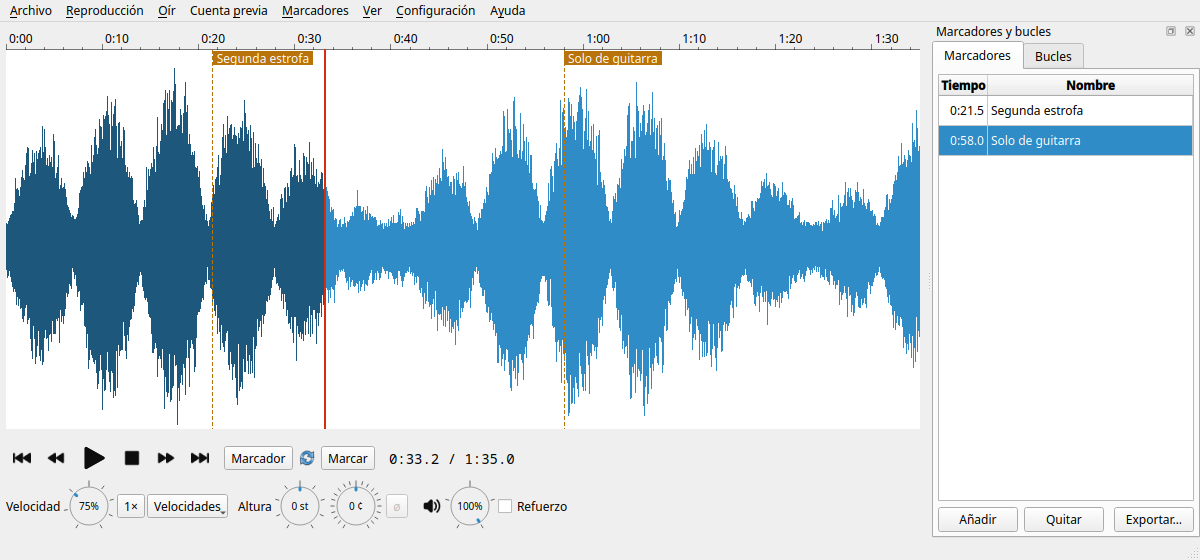 Archivo Reproducción Oír Cuenta previa Marcadores Ver Configuración Ayuda
0:00 0:10 0:20 0:30 0:40 0:50 1:00 1:10 1:20 1:30
Segunda estrofa Solo de guitarra
Marcadores y bucles
Marcadores Bucles
Tiempo Nombre
0:21.5 Segunda estrofa
0:58.0 Solo de guitarra
Marcador Marcar 0:33.2 / 1:35.0
Velocidad 75% 1× Velocidades Altura 0 st 0 ¢ ø 100% Refuerzo
Añadir Quitar Exportar...